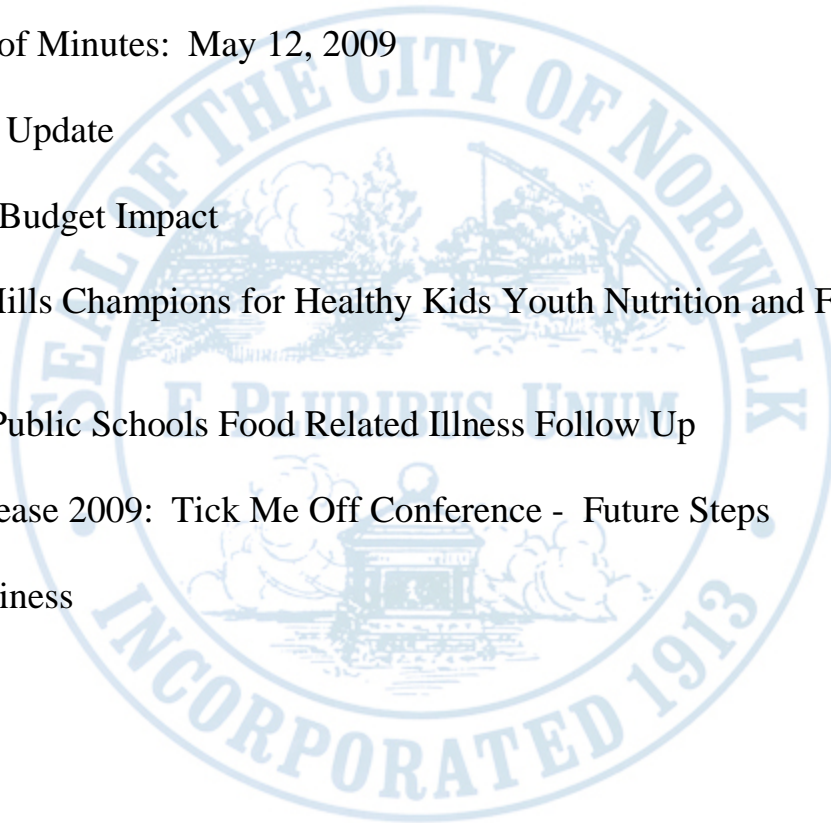 of Minutes: May 12, 2009
Update
Budget Impact
Hills Champions for Healthy Kids Youth Nutrition and F
Public Schools Food Related Illness Follow Up
ease 2009: Tick Me Off Conference - Future Steps
iness
SEAL OF THE CITY OF NORWALK
E PLURIBUS UNUM
INCORPORATED 1913